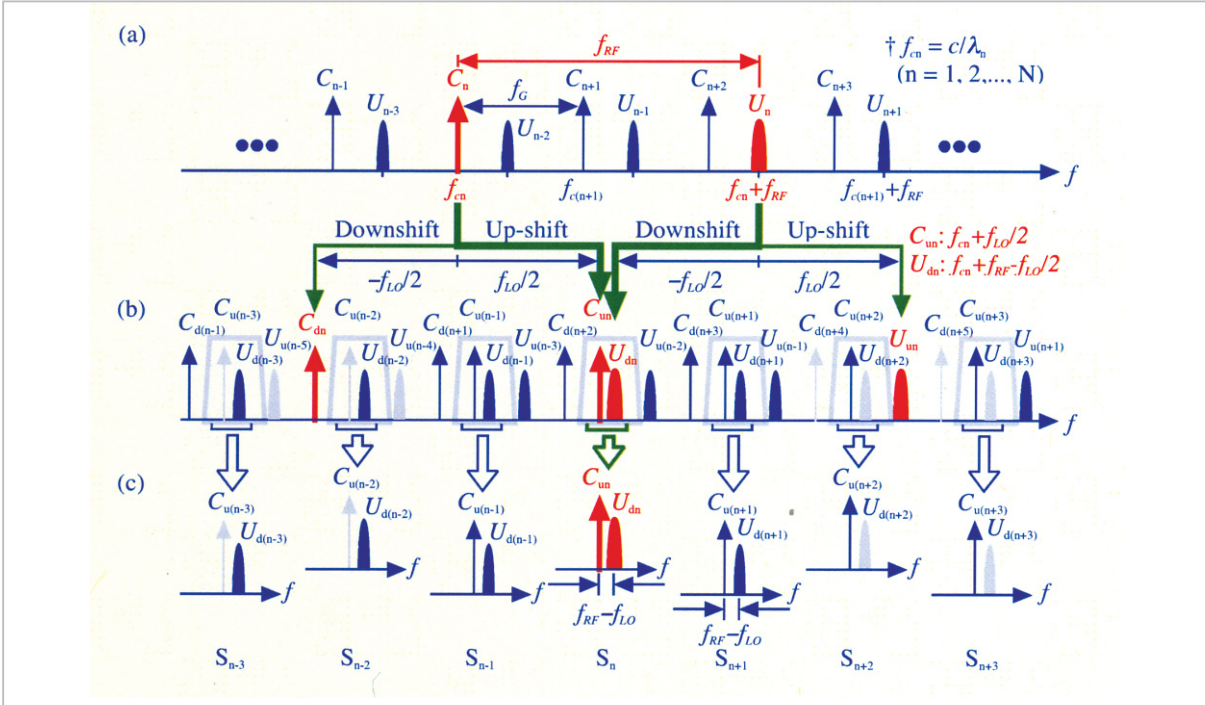 (a)
f_RF
† f_cn = c/λ_n
(n = 1, 2,..., N)
C_n-1 C_n C_n+1 C_n+2 C_n+3
U_n-3 f_G U_n-2 U_n-1 U_n U_n+1
f
f_cn f_c(n+1) f_cn+f_RF f_c(n+1)+f_RF
Downshift Up-shift Downshift Up-shift
C_un: f_cn+f_LO/2
U_dn: f_cn+f_RF-f_LO/2
−f_LO/2 f_LO/2 −f_LO/2 f_LO/2
(b)
C_u(n-3) C_dn C_u(n-2) C_u(n-1) C_un C_u(n+1) C_u(n+2) C_u(n+3)
C_d(n-1) C_d(n+1) C_d(n+2) C_d(n+3) C_d(n+4) C_d(n+5)
U_u(n-5) U_u(n-4) U_u(n-3) U_u(n-2) U_u(n-1) U_un U_u(n+1)
U_d(n-3) U_d(n-2) U_d(n-1) U_dn U_d(n+1) U_d(n+2) U_d(n+3)
f
(c)
C_u(n-3) C_u(n-2) C_u(n-1) C_un C_u(n+1) C_u(n+2) C_u(n+3)
U_d(n-3) U_d(n-2) U_d(n-1) U_dn U_d(n+1) U_d(n+2) U_d(n+3)
f f f f f f f
f_RF−f_LO f_RF−f_LO
S_n-3 S_n-2 S_n-1 S_n S_n+1 S_n+2 S_n+3